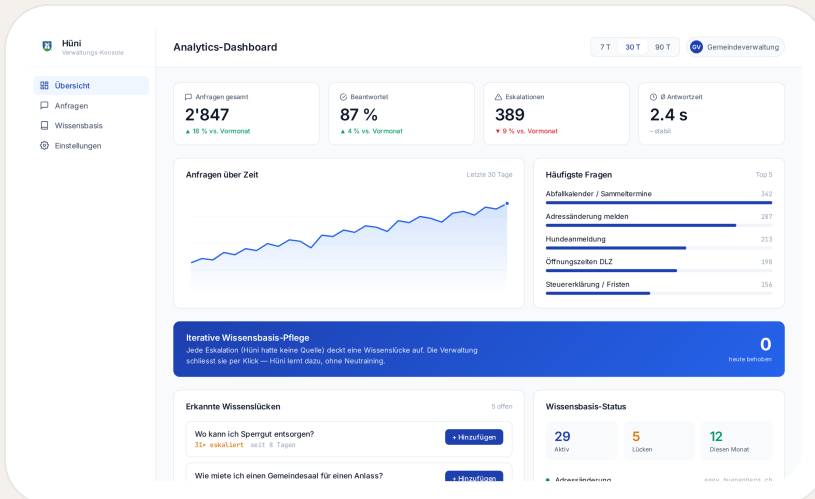 Hüni
Verwaltungs-Konsole
Übersicht
Anfragen
Wissensbasis
Einstellungen
Analytics-Dashboard
7 T 30 T 90 T
GV Gemeindeverwaltung
Anfragen gesamt
2'847
▲ 18 % vs. Vormonat
Beantwortet
87 %
▲ 4 % vs. Vormonat
Eskalationen
389
▼ 9 % vs. Vormonat
Ø Antwortzeit
2.4 s
– stabil
Anfragen über Zeit
Letzte 30 Tage
Häufigste Fragen
Top 5
Abfallkalender / Sammeltermine 342
Adressänderung melden 287
Hundeanmeldung 213
Öffnungszeiten DLZ 198
Steuererklärung / Fristen 156
Iterative Wissensbasis-Pflege
Jede Eskalation (Hüni hatte keine Quelle) deckt eine Wissenslücke auf. Die Verwaltung
schliesst sie per Klick — Hüni lernt dazu, ohne Neutraining.
0
heute behoben
Erkannte Wissenslücken
5 offen
Wo kann ich Sperrgut entsorgen?
31× eskaliert seit 8 Tagen
+ Hinzufügen
Wie miete ich einen Gemeindesaal für einen Anlass?
+ Hinzufügen
Wissensbasis-Status
29
Aktiv
5
Lücken
12
Diesen Monat
Adressänderung